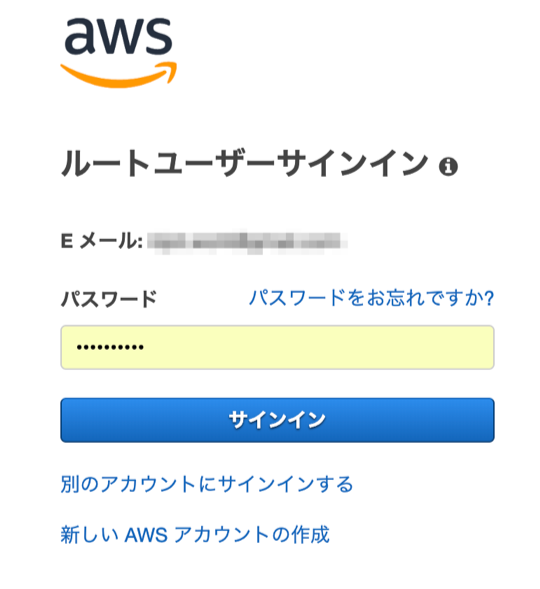 aws
ルートユーザーサインイン
E メール:
パスワード
パスワードをお忘れですか?
••••••••••
サインイン
別のアカウントにサインインする
新しい AWS アカウントの作成